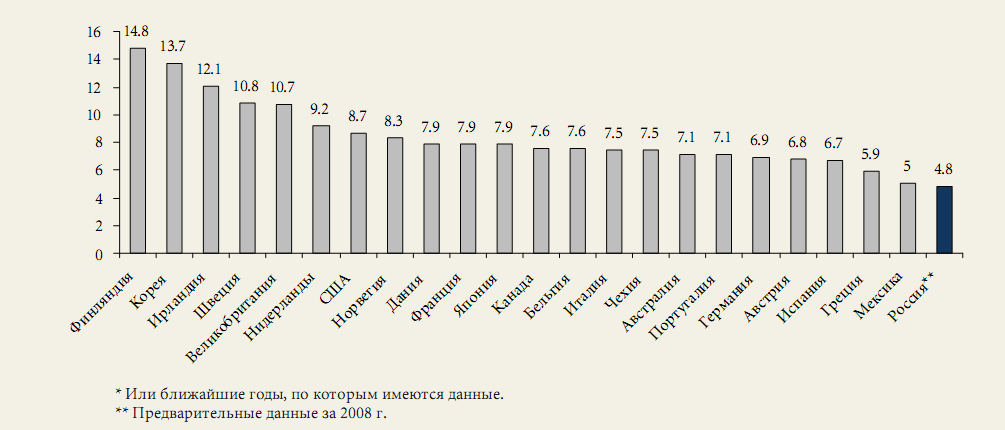 16
14
12
10
8
6
4
2
0
14.8
13.7
12.1
10.8
10.7
9.2
8.7
8.3
7.9
7.9
7.9
7.6
7.6
7.5
7.5
7.1
7.1
6.9
6.8
6.7
5.9
5
4.8
Финляндия
Корея
Ирландия
Швеция
Великобритания
Нидерланды
США
Норветия
Дания
Франция
Япония
Канада
Бельгия
Италия
Чехия
Австралия
Португалия
Германия
Австрия
Испания
Греция
Мексика
Россия**
* Или ближайшие годы, по которым имеются данные.
** Предварительные данные за 2008 г.